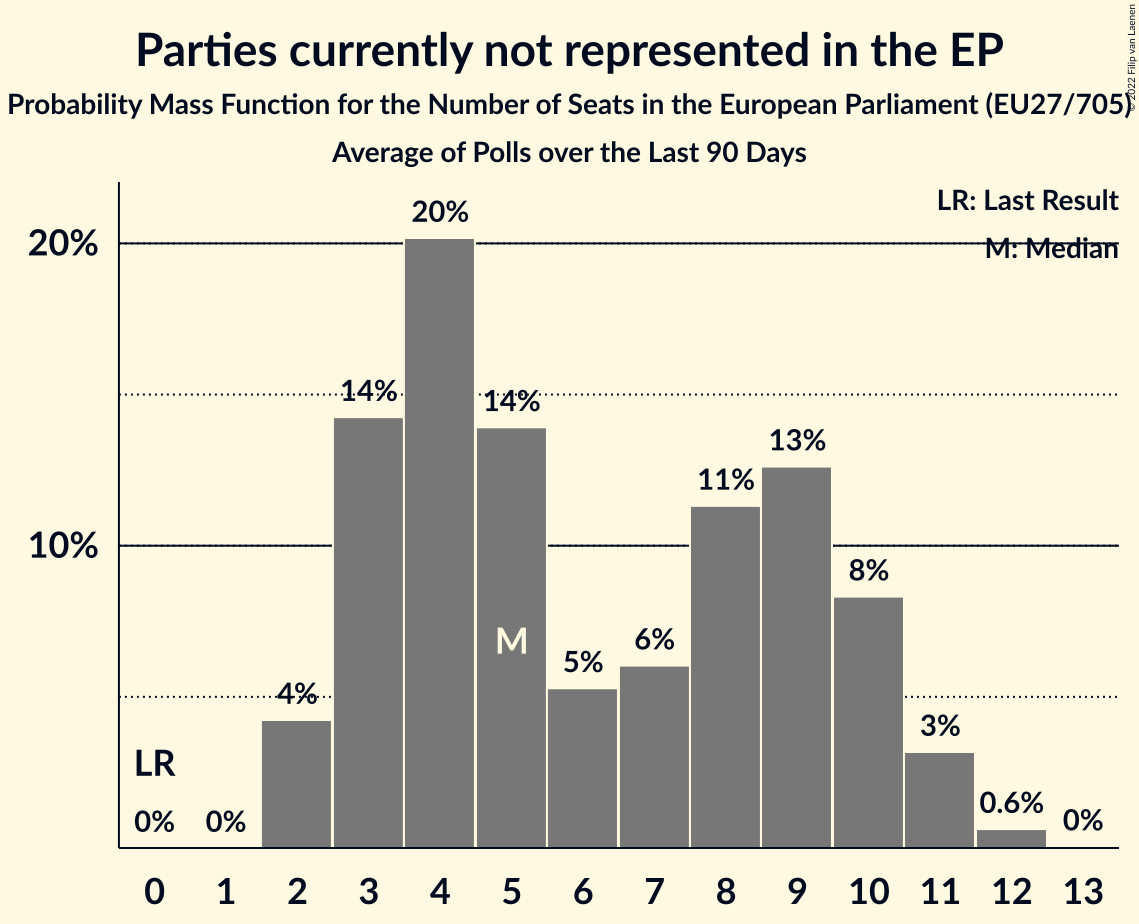 Parties currently not represented in the EP
Probability Mass Function for the Number of Seats in the European Parliament (EU27/705)
Average of Polls over the Last 90 Days
© 2022 Filip van Laenen
LR: Last Result
M: Median
20%
10%
LR
M
0%
0%
4%
14%
20%
14%
5%
6%
11%
13%
8%
3%
0.6%
0%
0 1 2 3 4 5 6 7 8 9 10 11 12 13